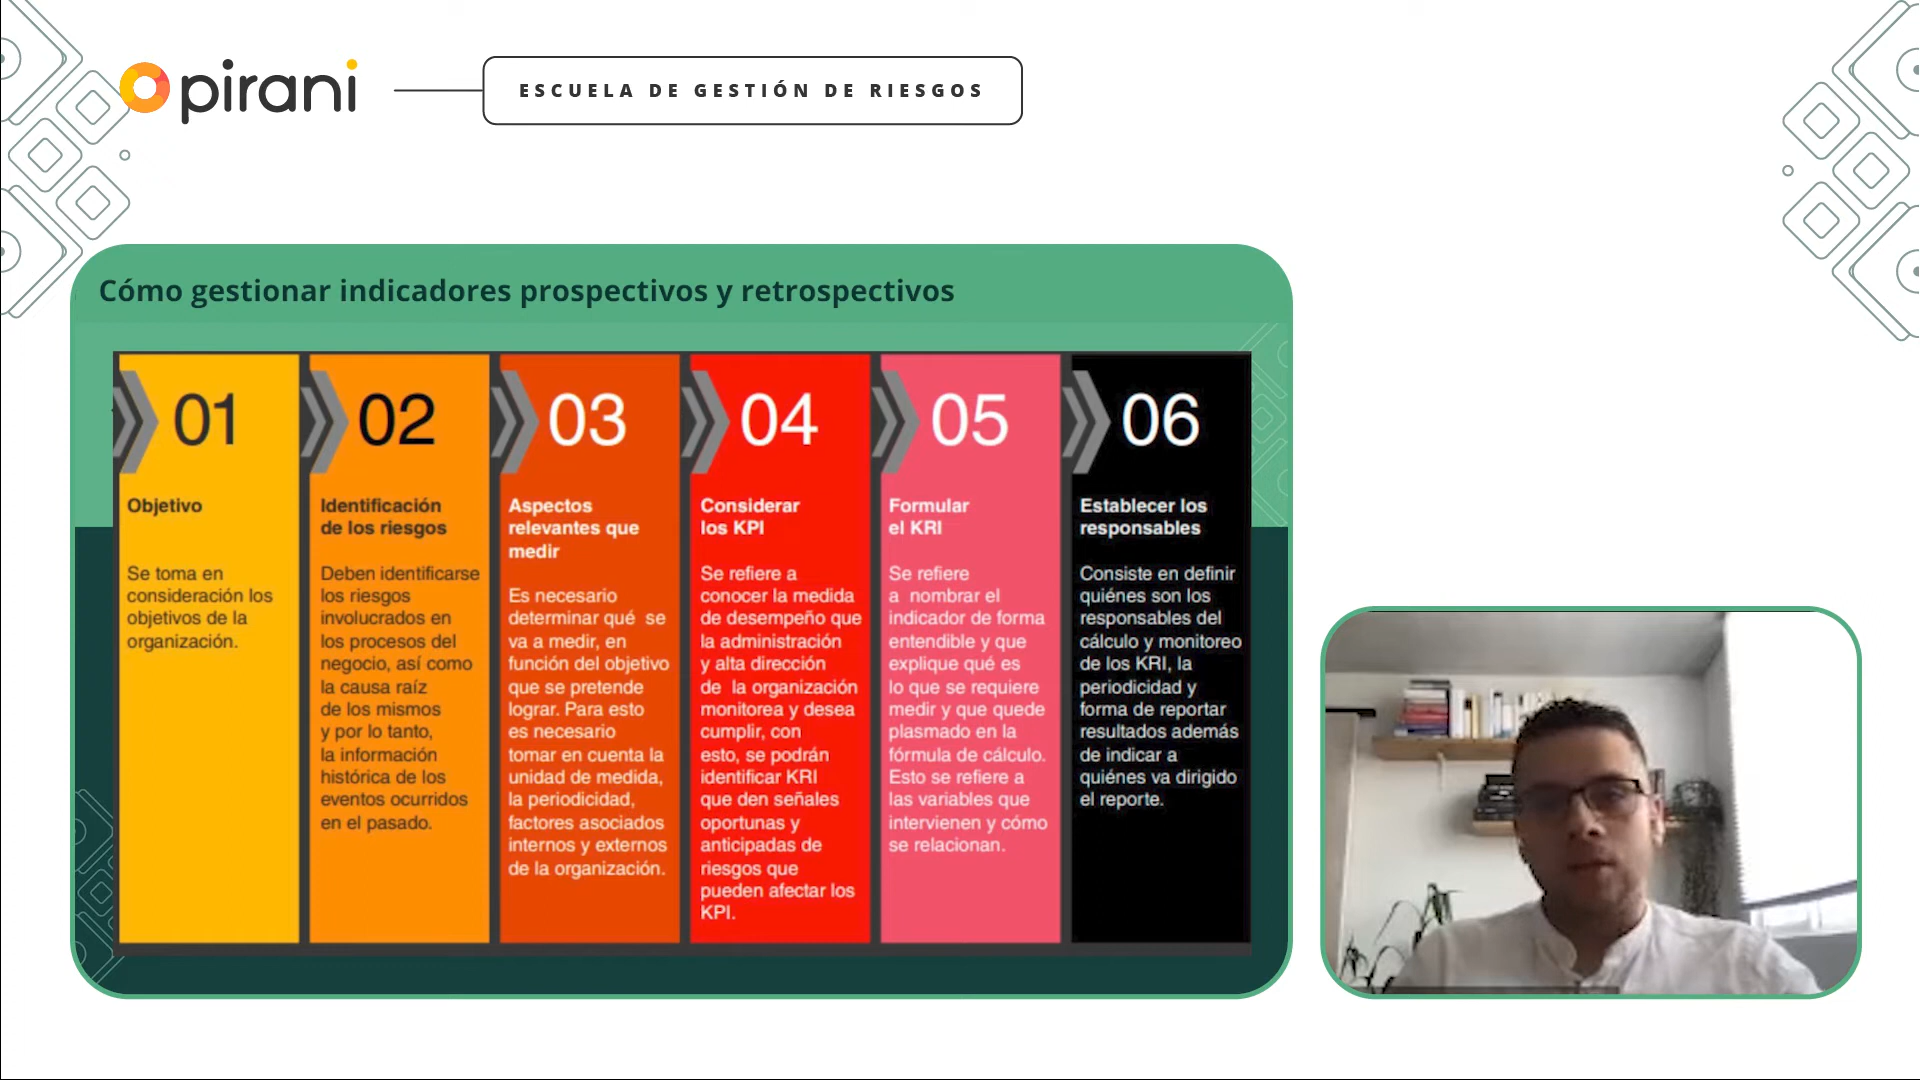 pirani
ESCUELA DE GESTIÓN DE RIESGOS
Cómo gestionar indicadores prospectivos y retrospectivos
01
Objetivo
Se toma en
consideración los
objetivos de la
organización.
02
Identificación
de los riesgos
Deben identificarse
los riesgos
involucrados en
los procesos del
negocio, así como
la causa raíz
de los mismos
y por lo tanto,
la información
histórica de los
eventos ocurridos
en el pasado.
03
Aspectos
relevantes que
medir
Es necesario
determinar qué se
va a medir, en
función del objetivo
que se pretende
lograr. Para esto
es necesario
tomar en cuenta la
unidad de medida,
la periodicidad,
factores asociados
internos y externos
de la organización.
04
Considerar
los KPI
Se refiere a
conocer la medida
de desempeño que
la administración
y alta dirección
de la organización
monitorea y desea
cumplir, con
esto, se podrán
identificar KRI
que den señales
oportunas y
anticipadas de
riesgos que
pueden afectar los
KPI.
05
Formular
el KRI
Se refiere
a nombrar el
indicador de forma
entendible y que
explique qué es
lo que se requiere
medir y que quede
plasmado en la
fórmula de cálculo.
Esto se refiere a
las variables que
intervienen y cómo
se relacionan.
06
Establecer los
responsables
Consiste en definir
quiénes son los
responsables del
cálculo y monitoreo
de los KRI, la
periodicidad y
forma de reportar
resultados además
de indicar a
quiénes va dirigido
el reporte.